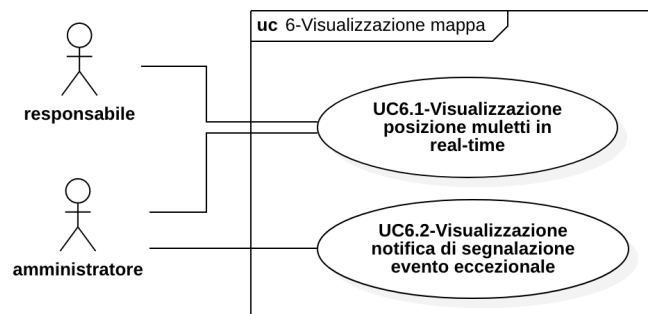 uc 6-Visualizzazione mappa
responsabile
UC6.1-Visualizzazione
posizione muletti in
real-time
UC6.2-Visualizzazione
notifica di segnalazione
evento eccezionale
amministratore